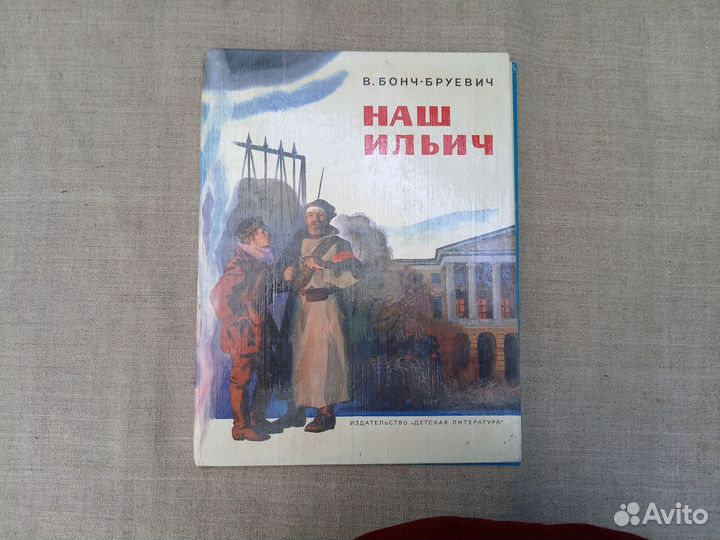 В. БОНЧ-БРУЕВИЧ
НАШ
ИЛЬИЧ
ИЗДАТЕЛЬСТВО «ДЕТСКАЯ ЛИТЕРАТУРА»
Avito